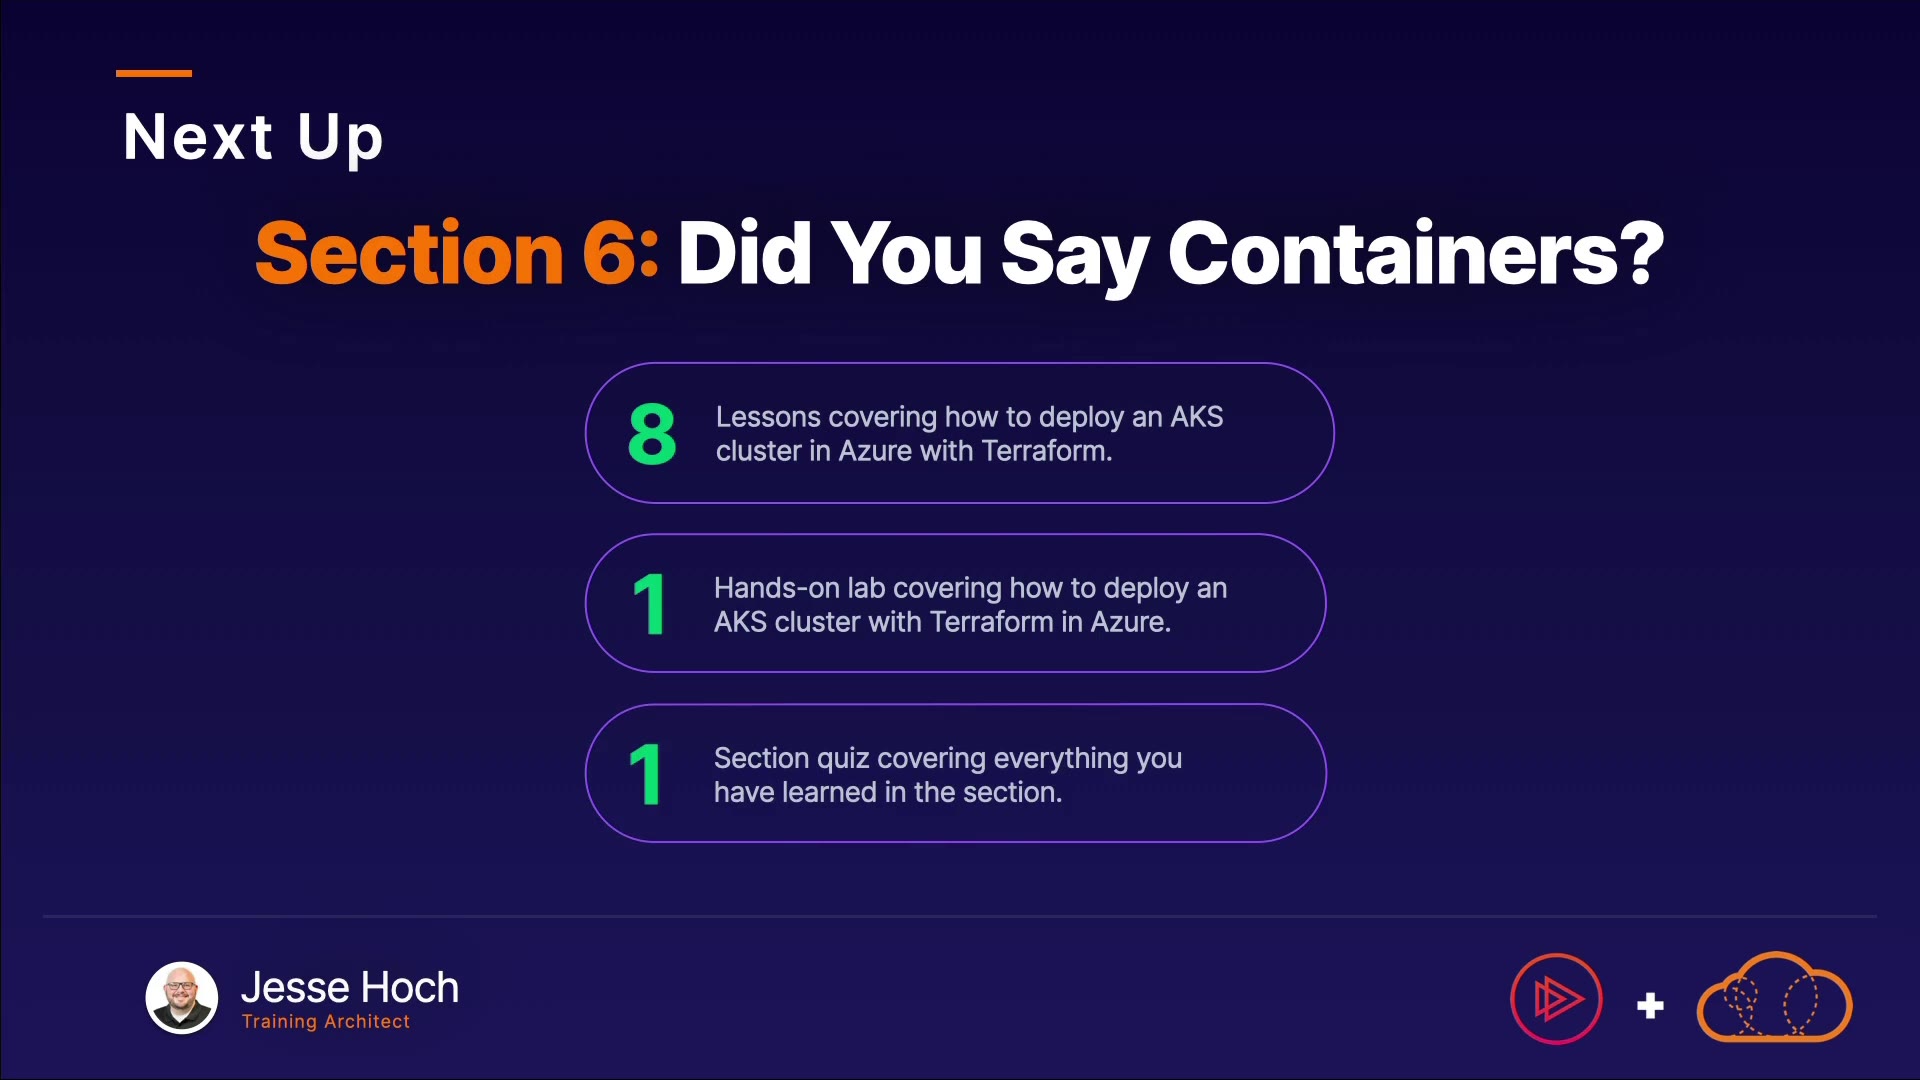 Next Up
Section 6: Did You Say Containers?
8
Lessons covering how to deploy an AKS
cluster in Azure with Terraform.
1
Hands-on lab covering how to deploy an
AKS cluster with Terraform in Azure.
1
Section quiz covering everything you
have learned in the section.
Jesse Hoch
Training Architect